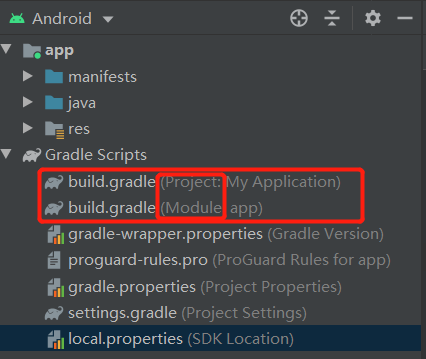 Android
app
manifests
java
res
Gradle Scripts
build.gradle (Project: My Application)
build.gradle (Module: app)
gradle-wrapper.properties (Gradle Version)
proguard-rules.pro (ProGuard Rules for app)
gradle.properties (Project Properties)
settings.gradle (Project Settings)
local.properties (SDK Location)